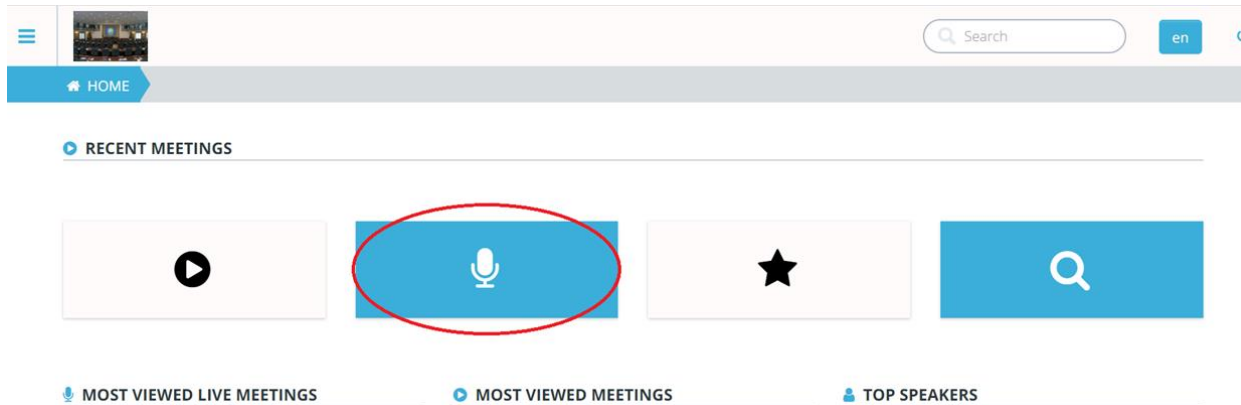 Search
en
HOME
RECENT MEETINGS
MOST VIEWED LIVE MEETINGS
MOST VIEWED MEETINGS
TOP SPEAKERS